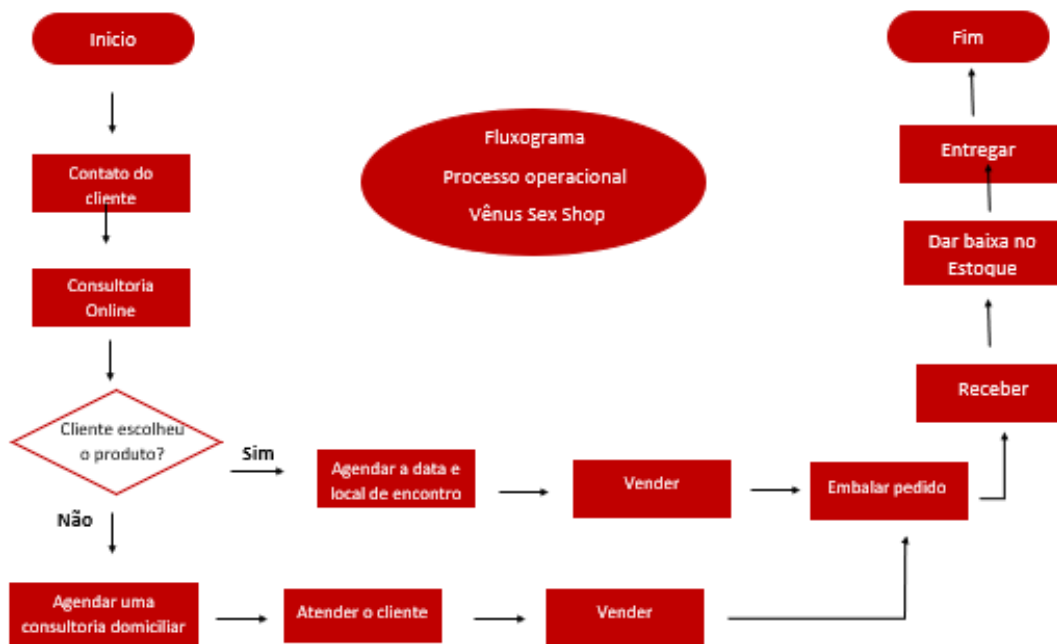 Inicio
Fim
Fluxograma
Processo operacional
Vênus Sex Shop
Contato do
cliente
Consultoria
Online
Cliente escolheu
o produto?
Sim
Não
Agendar a data e
local de encontro
Vender
Embalar pedido
Agendar uma
consultoria domiciliar
Atender o cliente
Vender
Receber
Dar baixa no
Estoque
Entregar